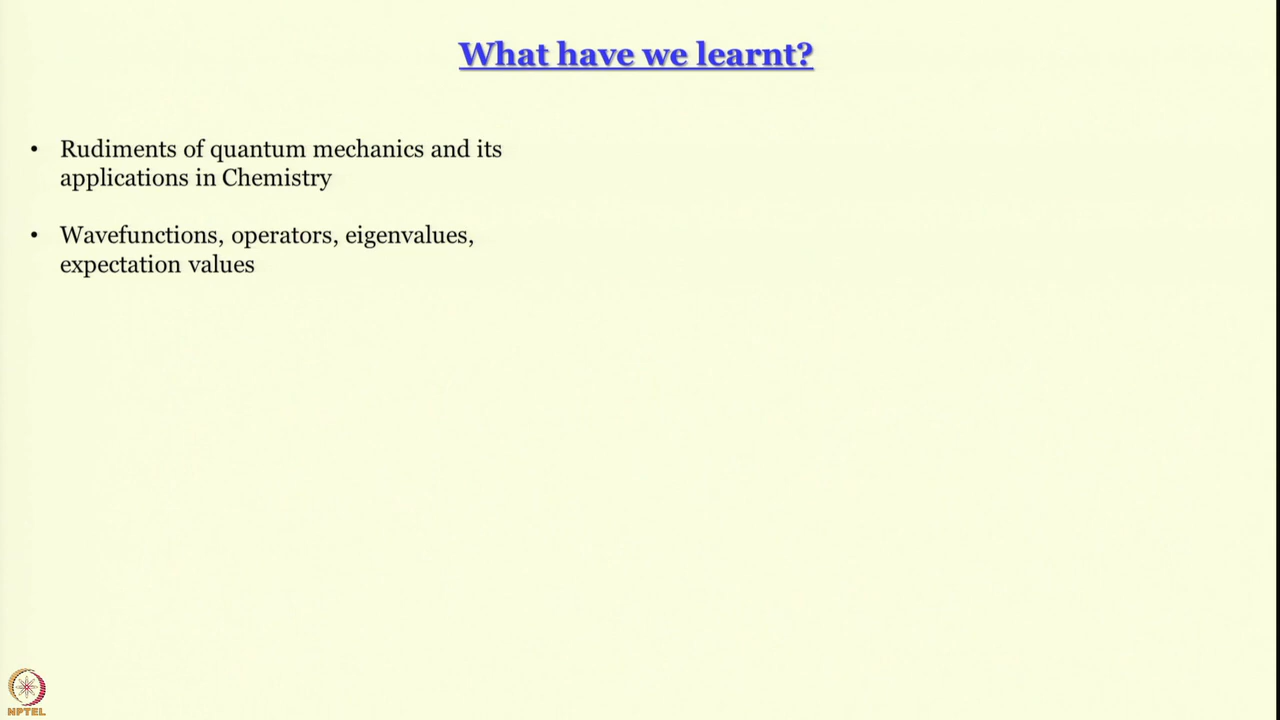 What have we learnt?
• Rudiments of quantum mechanics and its
applications in Chemistry
• Wavefunctions, operators, eigenvalues,
expectation values
NPTEL